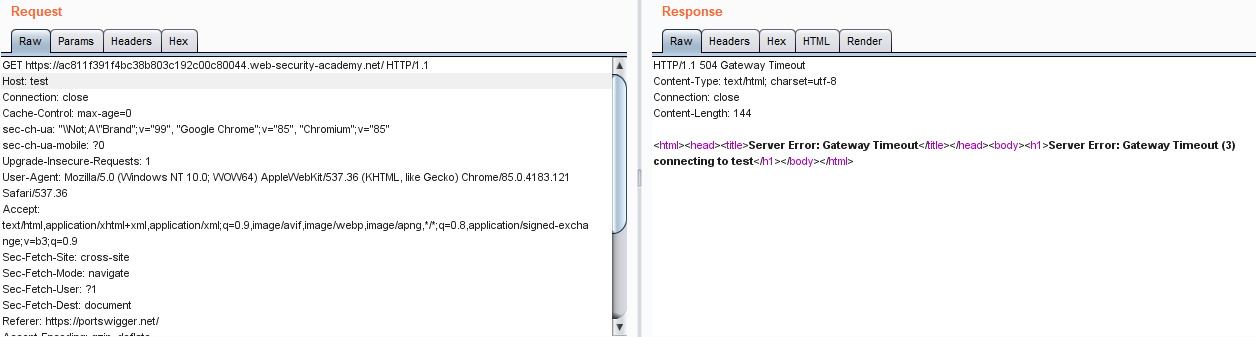 Request
Raw Params Headers Hex
GET https://ac811f391f4bc38b803c192c00c80044.web-security-academy.net/ HTTP/1.1
Host: test
Connection: close
Cache-Control: max-age=0
sec-ch-ua: "\\Not;A\"Brand";v="99", "Google Chrome";v="85", "Chromium";v="85"
sec-ch-ua-mobile: ?0
Upgrade-Insecure-Requests: 1
User-Agent: Mozilla/5.0 (Windows NT 10.0; WOW64) AppleWebKit/537.36 (KHTML, like Gecko) Chrome/85.0.4183.121
Safari/537.36
Accept:
text/html,application/xhtml+xml,application/xml;q=0.9,image/avif,image/webp,image/apng,*/*;q=0.8,application/signed-excha
nge;v=b3;q=0.9
Sec-Fetch-Site: cross-site
Sec-Fetch-Mode: navigate
Sec-Fetch-User: ?1
Sec-Fetch-Dest: document
Referer: https://portswigger.net/
Response
Raw Headers Hex HTML Render
HTTP/1.1 504 Gateway Timeout
Content-Type: text/html; charset=utf-8
Connection: close
Content-Length: 144
<html><head><title>Server Error: Gateway Timeout</title></head><body><h1>Server Error: Gateway Timeout (3)
connecting to test</h1></body></html>